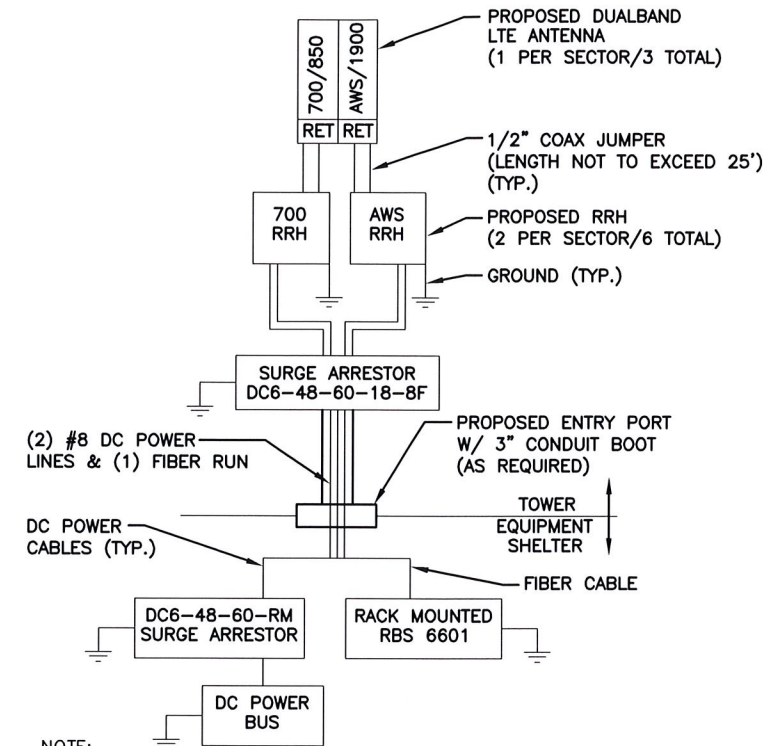 PROPOSED DUALBAND
LTE ANTENNA
(1 PER SECTOR/3 TOTAL)
700/850
AWS/1900
RET
RET
1/2" COAX JUMPER
(LENGTH NOT TO EXCEED 25')
(TYP.)
700
RRH
AWS
RRH
PROPOSED RRH
(2 PER SECTOR/6 TOTAL)
GROUND (TYP.)
SURGE ARRESTOR
DC6-48-60-18-8F
(2) #8 DC POWER
LINES & (1) FIBER RUN
PROPOSED ENTRY PORT
W/ 3" CONDUIT BOOT
(AS REQUIRED)
TOWER
EQUIPMENT
SHELTER
DC POWER
CABLES (TYP.)
FIBER CABLE
DC6-48-60-RM
SURGE ARRESTOR
RACK MOUNTED
RBS 6601
DC POWER
BUS
NOTE: